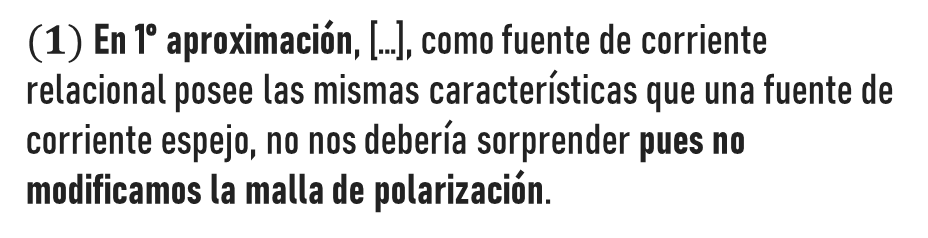 (1) En 1º aproximación, [...], como fuente de corriente
relacional posee las mismas características que una fuente de
corriente espejo, no nos debería sorprender pues no
modificamos la malla de polarización.